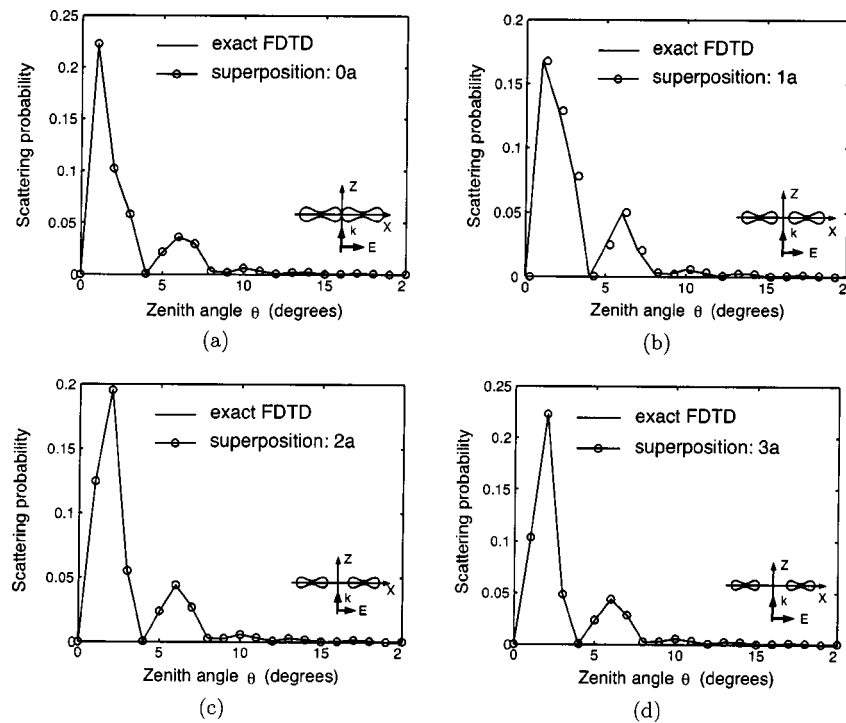 0.25
0.2
0.15
0.1
0.05
0
Scattering probability
exact FDTD
superposition: 0a
Z
X
k
E
0 5 10 15 2
Zenith angle θ (degrees)
(a)
0.2
0.15
0.1
0.05
0
Scattering probability
exact FDTD
superposition: 1a
Z
X
k
E
0 5 10 15 2
Zenith angle θ (degrees)
(b)
0.2
0.15
0.1
0.05
0
Scattering probability
exact FDTD
superposition: 2a
Z
X
k
E
0 5 10 15 2
Zenith angle θ (degrees)
(c)
0.25
0.2
0.15
0.1
0.05
0
Scattering probability
exact FDTD
superposition: 3a
Z
X
k
E
0 5 10 15 2
Zenith angle θ (degrees)
(d)